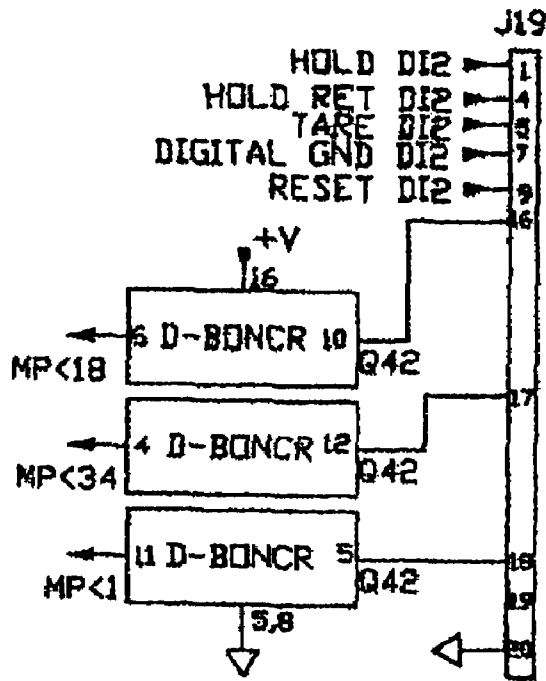 J19
HOLD DI2 1
HOLD RET DI2 4
TARE DI2
DIGITAL GND DI2 7
RESET DI2 9
16
+V
16
6 D-BONCR 10
MP<18 Q42
17
4 D-BONCR 12
MP<34 Q42
11 D-BONCR 5
18
MP<1 Q42
19
5,8
20